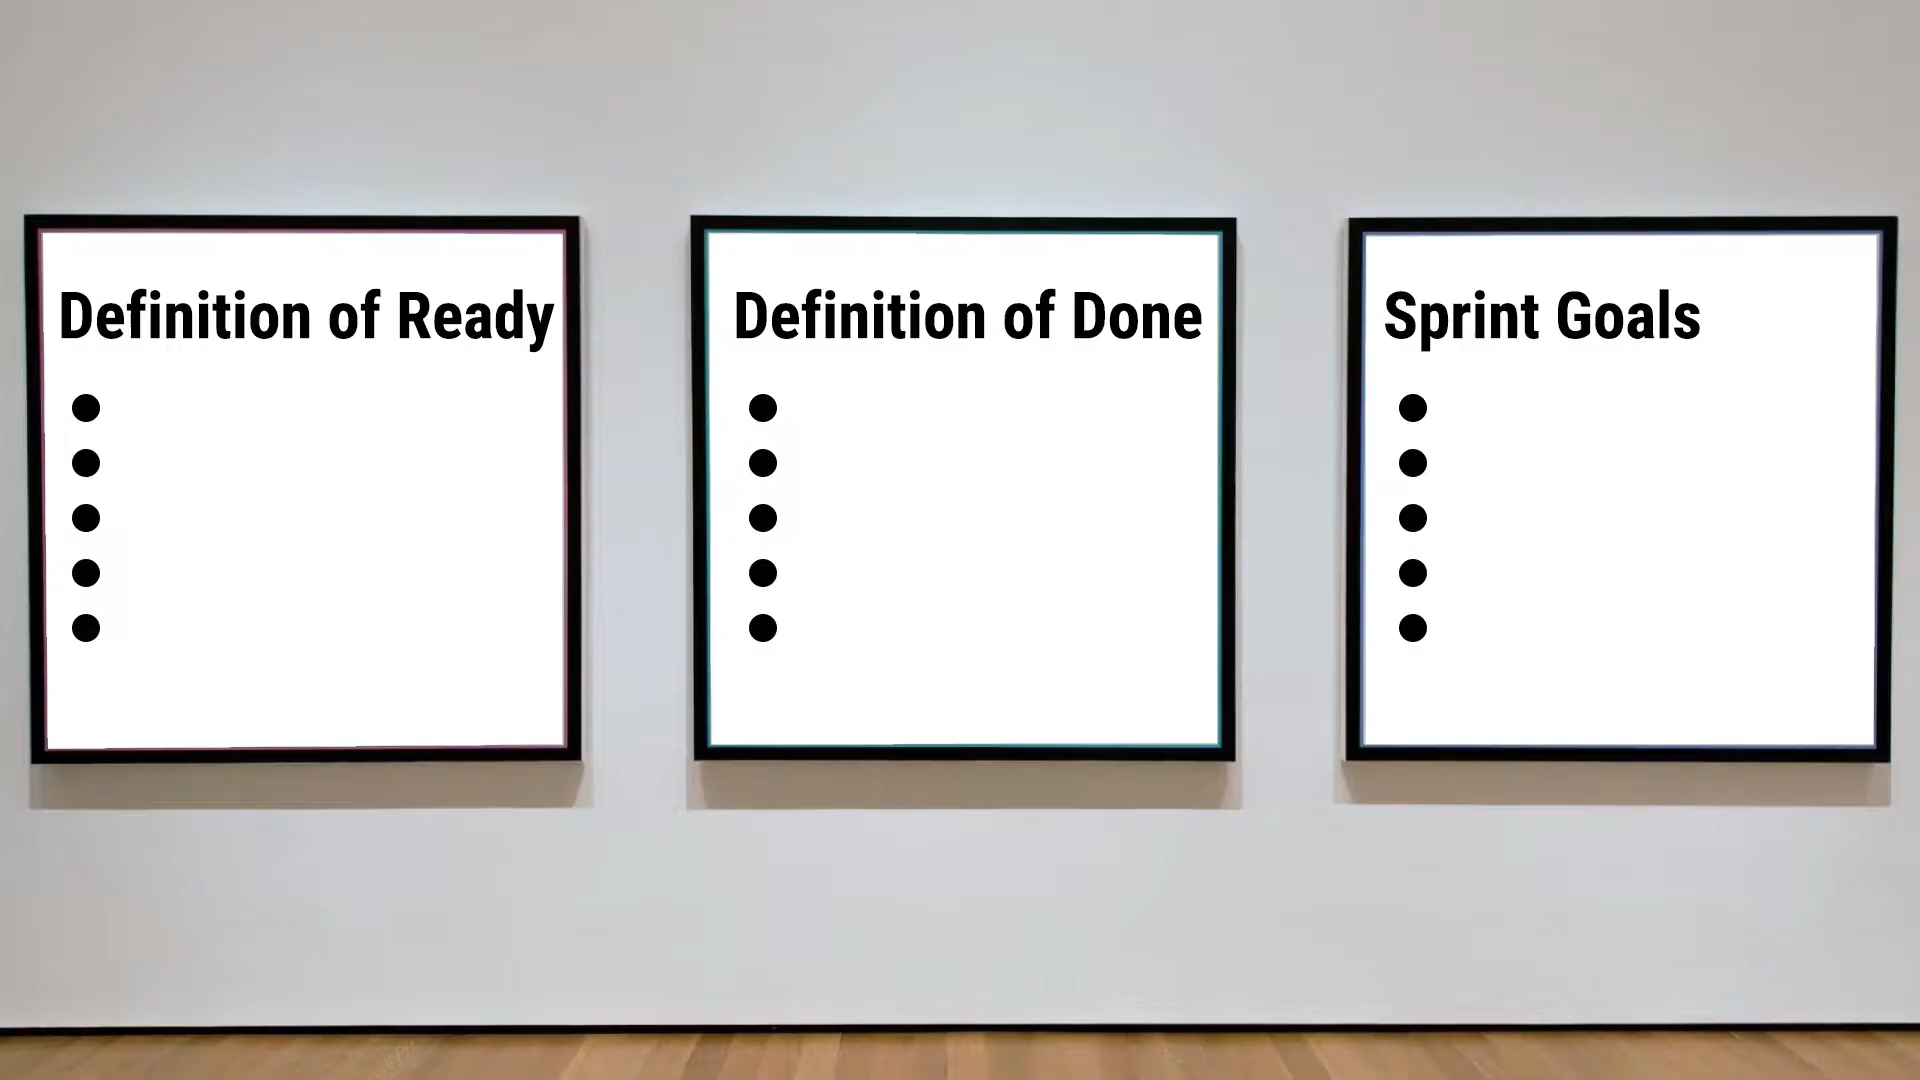 Definition of Ready
Definition of Done
Sprint Goals